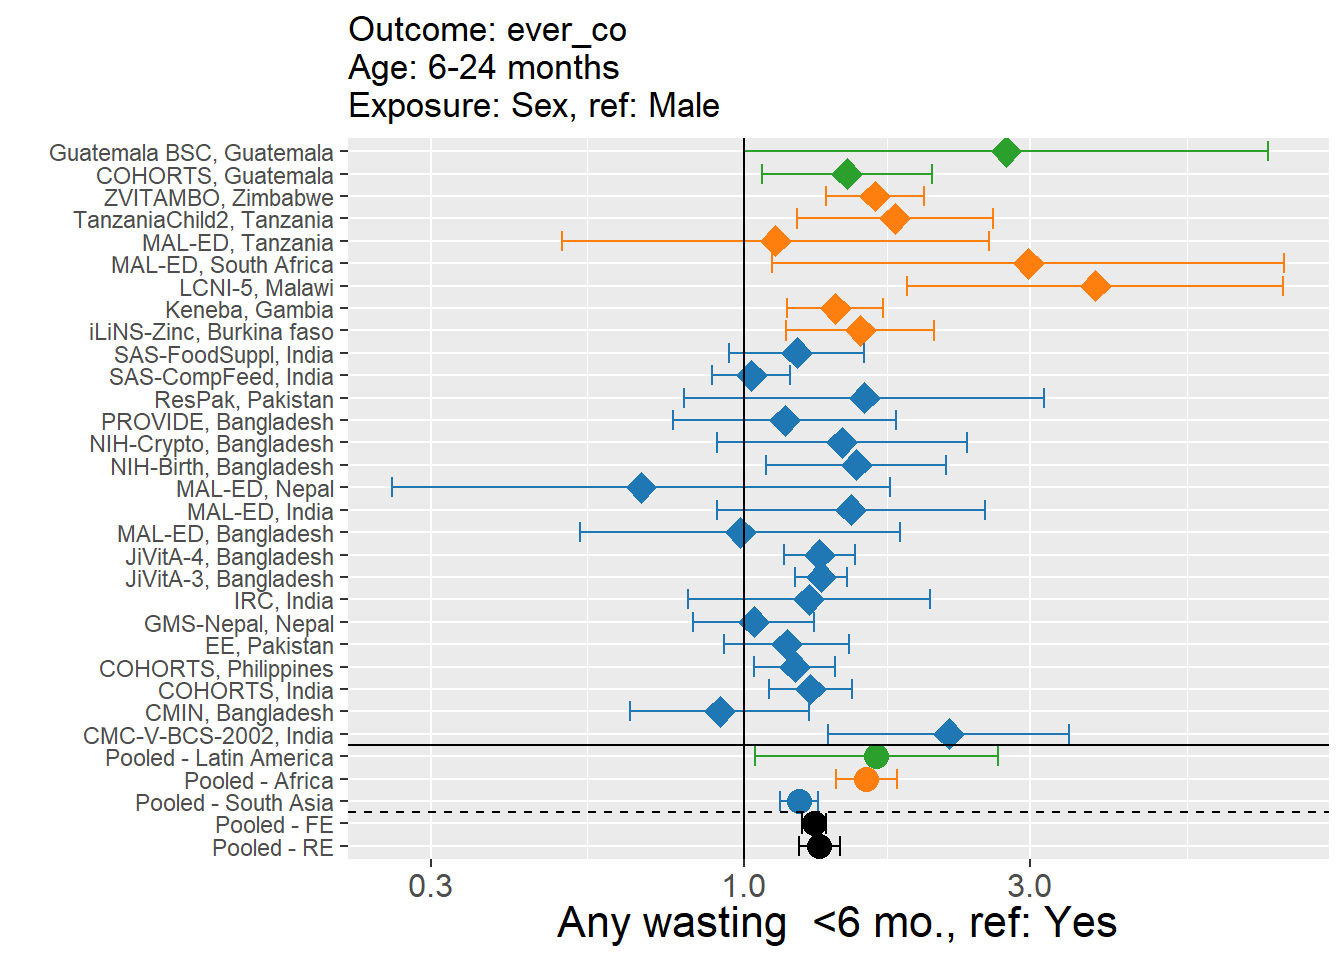 Outcome: ever_co
Age: 6-24 months
Exposure: Sex, ref: Male
Guatemala BSC, Guatemala
COHORTS, Guatemala
ZVITAMBO, Zimbabwe
TanzaniaChild2, Tanzania
MAL-ED, Tanzania
MAL-ED, South Africa
LCNI-5, Malawi
Keneba, Gambia
iLiNS-Zinc, Burkina faso
SAS-FoodSuppl, India
SAS-CompFeed, India
ResPak, Pakistan
PROVIDE, Bangladesh
NIH-Crypto, Bangladesh
NIH-Birth, Bangladesh
MAL-ED, Nepal
MAL-ED, India
MAL-ED, Bangladesh
JiVitA-4, Bangladesh
JiVitA-3, Bangladesh
IRC, India
GMS-Nepal, Nepal
EE, Pakistan
COHORTS, Philippines
COHORTS, India
CMIN, Bangladesh
CMC-V-BCS-2002, India
Pooled - Latin America
Pooled - Africa
Pooled - South Asia
Pooled - FE
Pooled - RE
0.3 1.0 3.0
Any wasting  <6 mo., ref: Yes